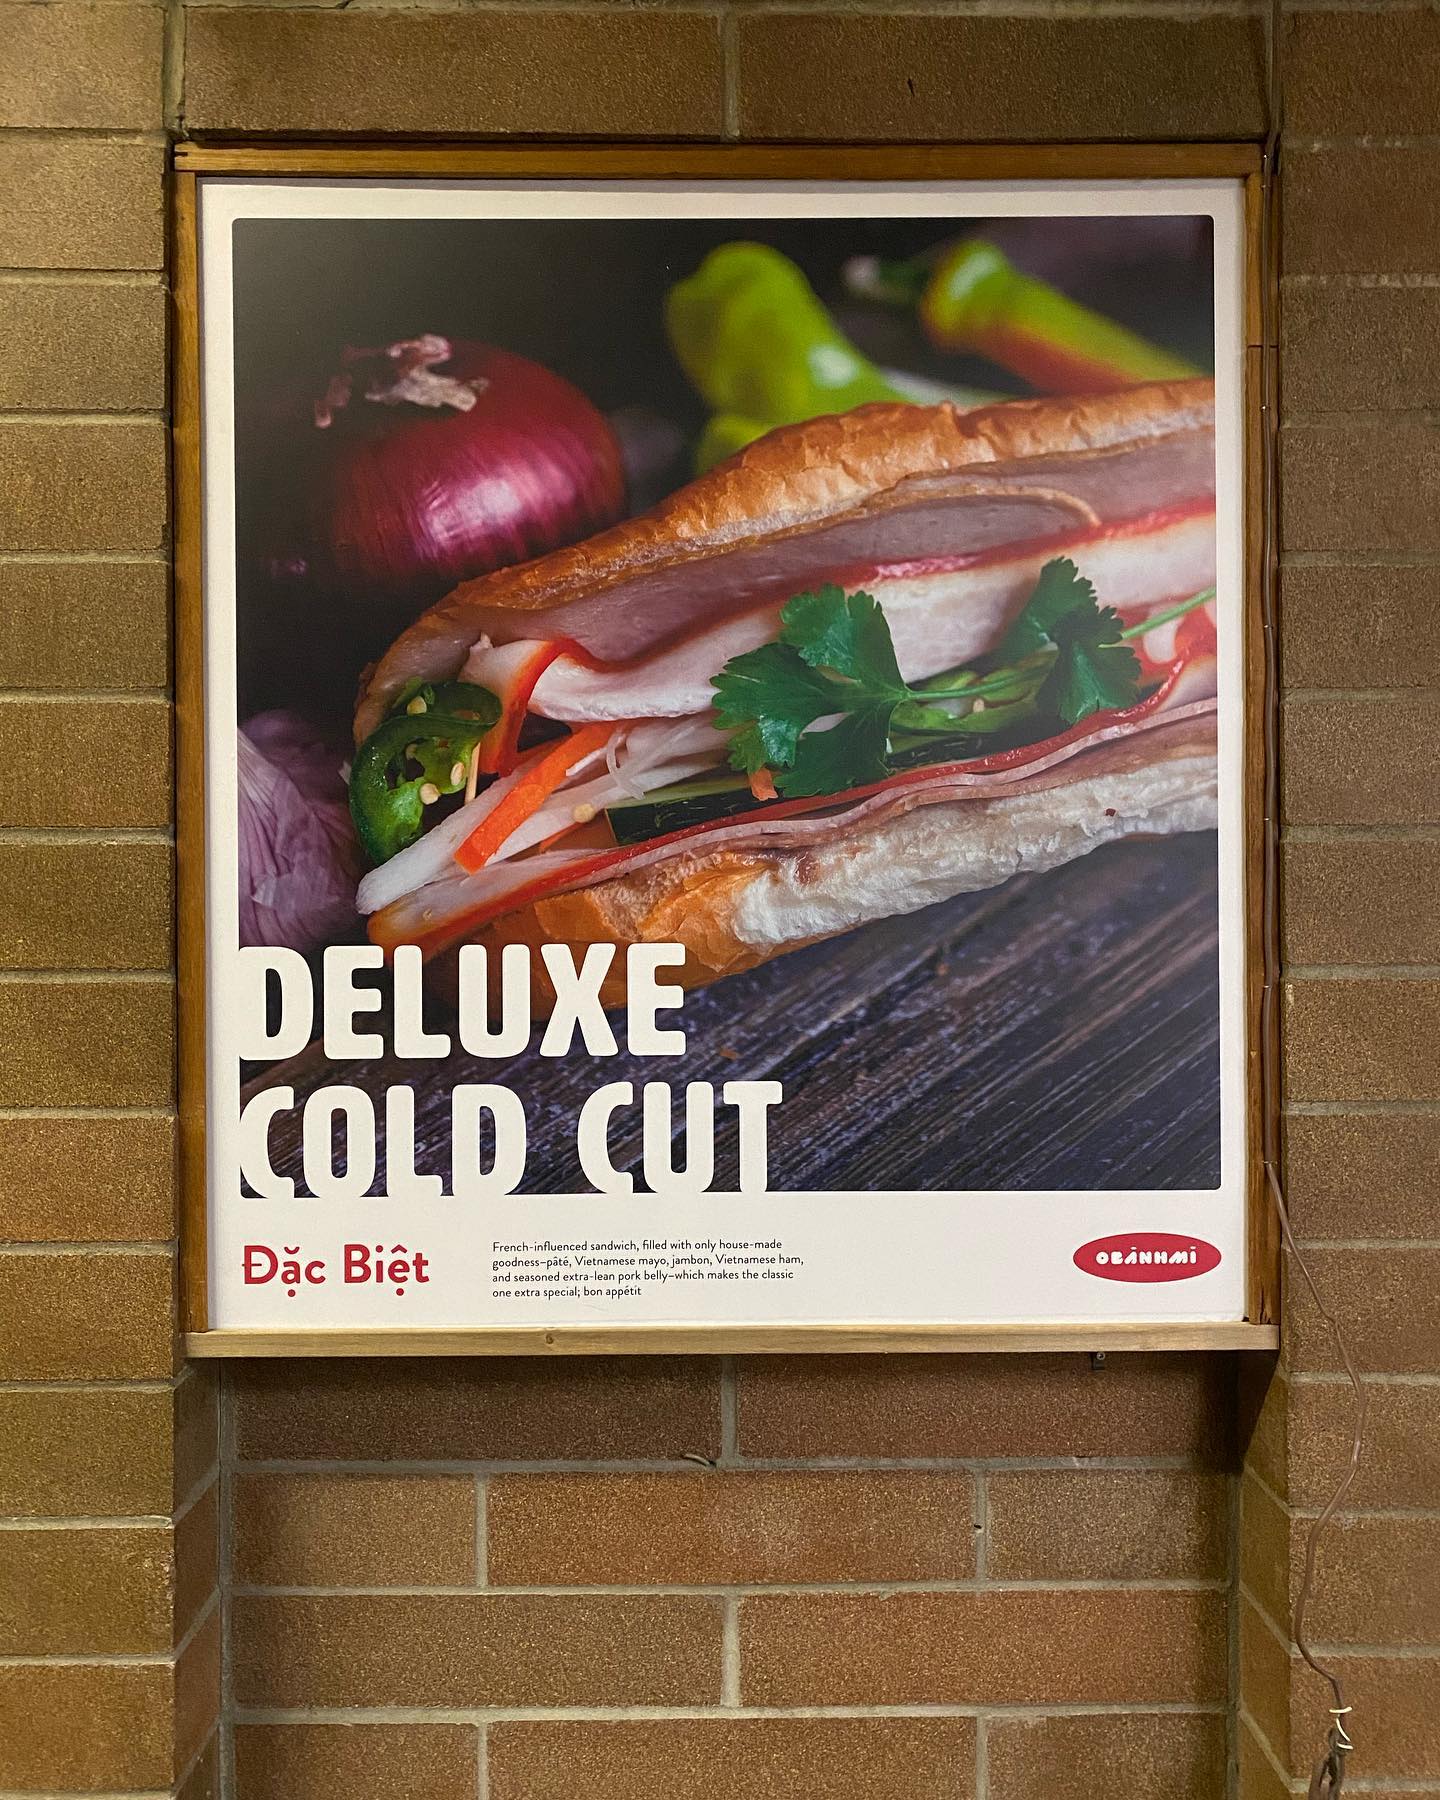 DELUXE
COLD CUT
Đặc Biệt
French-influenced sandwich, filled with only house-made
goodness–pâté, Vietnamese mayo, jambon, Vietnamese ham,
and seasoned extra-lean pork belly–which makes the classic
one extra special; bon appétit
OBÁNHMÌ